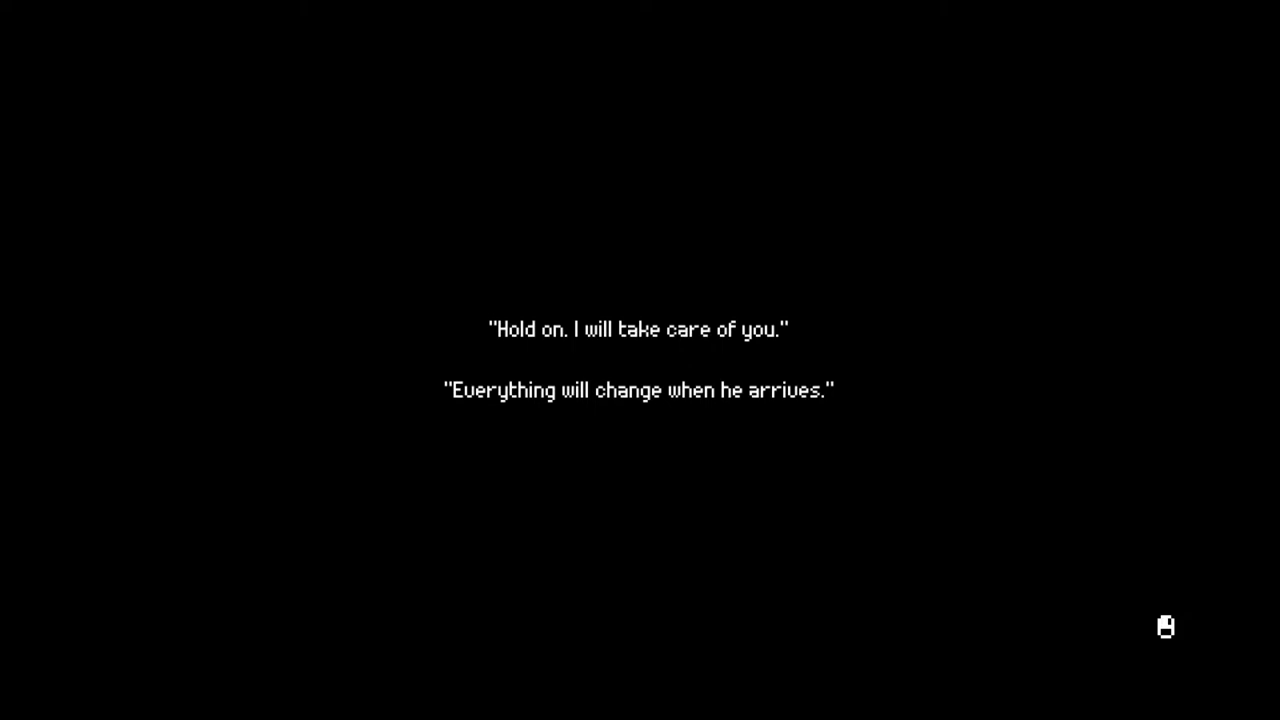 "Hold on. I will take care of you."
"Everything will change when he arrives."